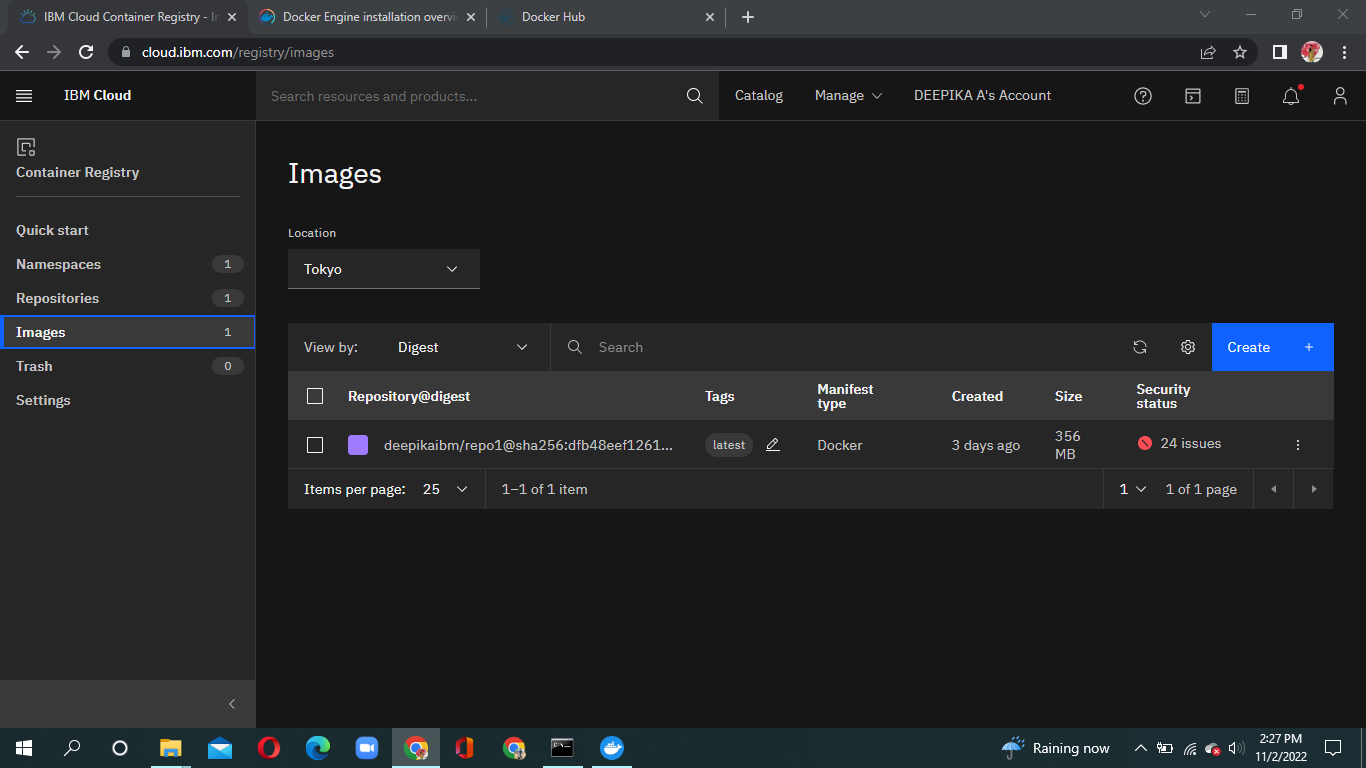 IBM Cloud Container Registry - In
Docker Engine installation overvi
Docker Hub
cloud.ibm.com/registry/images
IBM Cloud
Search resources and products...
Catalog
Manage
DEEPIKA A's Account
Container Registry
Quick start
Namespaces 1
Repositories 1
Images 1
Trash 0
Settings
Images
Location
Tokyo
View by: Digest
Search
Create +
Repository@digest
Tags
Manifest
type
Created
Size
Security
status
deepikaibm/repo1@sha256:dfb48eef1261...
latest
Docker
3 days ago
356
MB
24 issues
Items per page: 25
1–1 of 1 item
1
1 of 1 page
Raining now
2:27 PM
11/2/2022